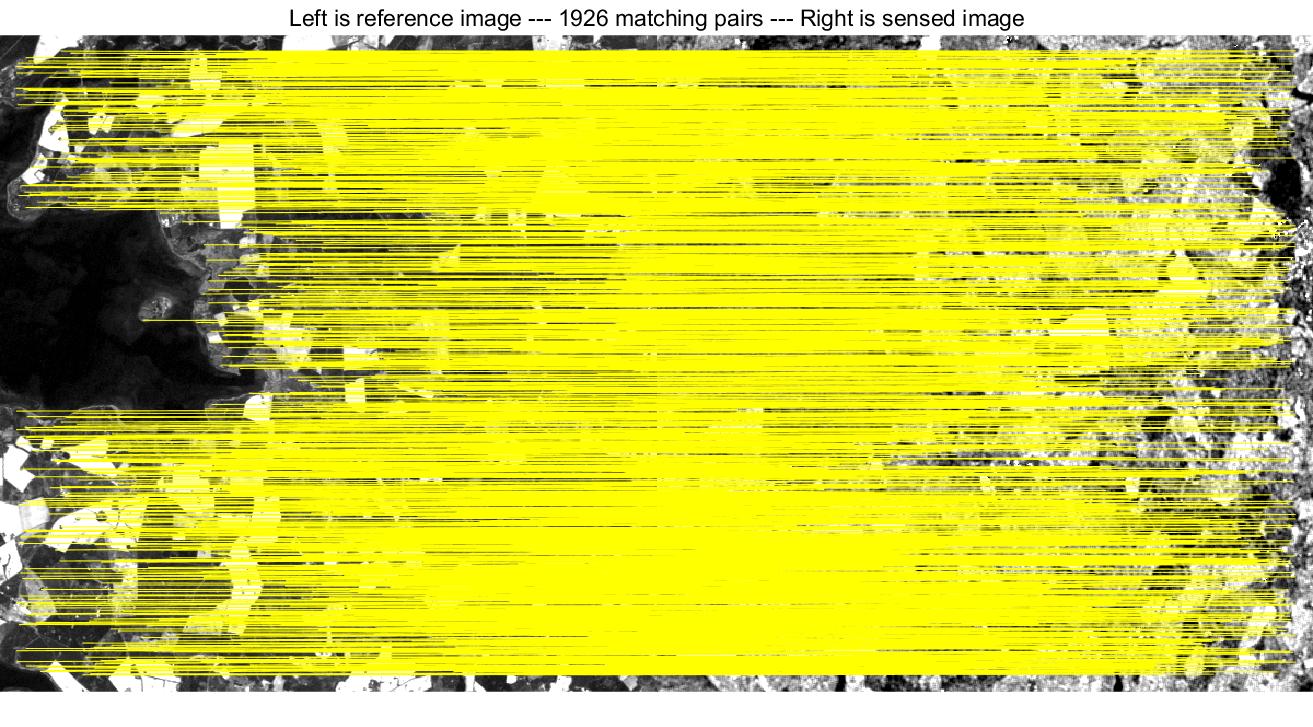 Left is reference image --- 1926 matching pairs --- Right is sensed image